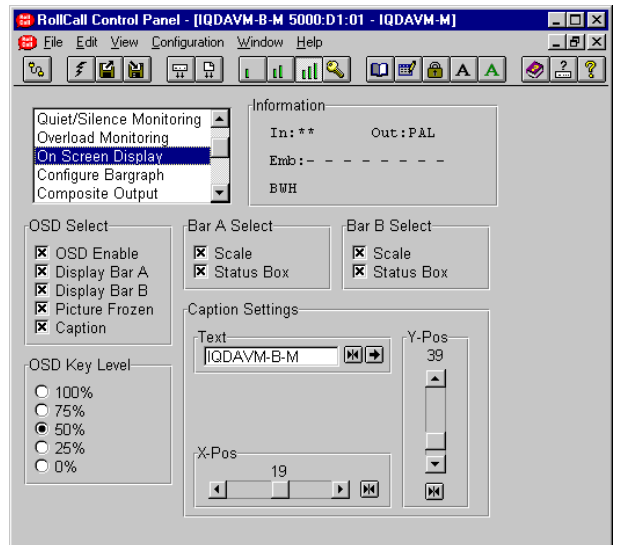 RollCall Control Panel - [IQDAVM-B-M 5000:D1:01 - IQDAVM-M]
File Edit View Configuration Window Help
A A
Quiet/Silence Monitoring
Overload Monitoring
On Screen Display
Configure Bargraph
Composite Output
Information
In:** Out:PAL
Emb:- - - - - - - -
BWH
OSD Select
OSD Enable
Display Bar A
Display Bar B
Picture Frozen
Caption
Bar A Select
Scale
Status Box
Bar B Select
Scale
Status Box
OSD Key Level
100%
75%
50%
25%
0%
Caption Settings
Text
IQDAVM-B-M
X-Pos
19
Y-Pos
39